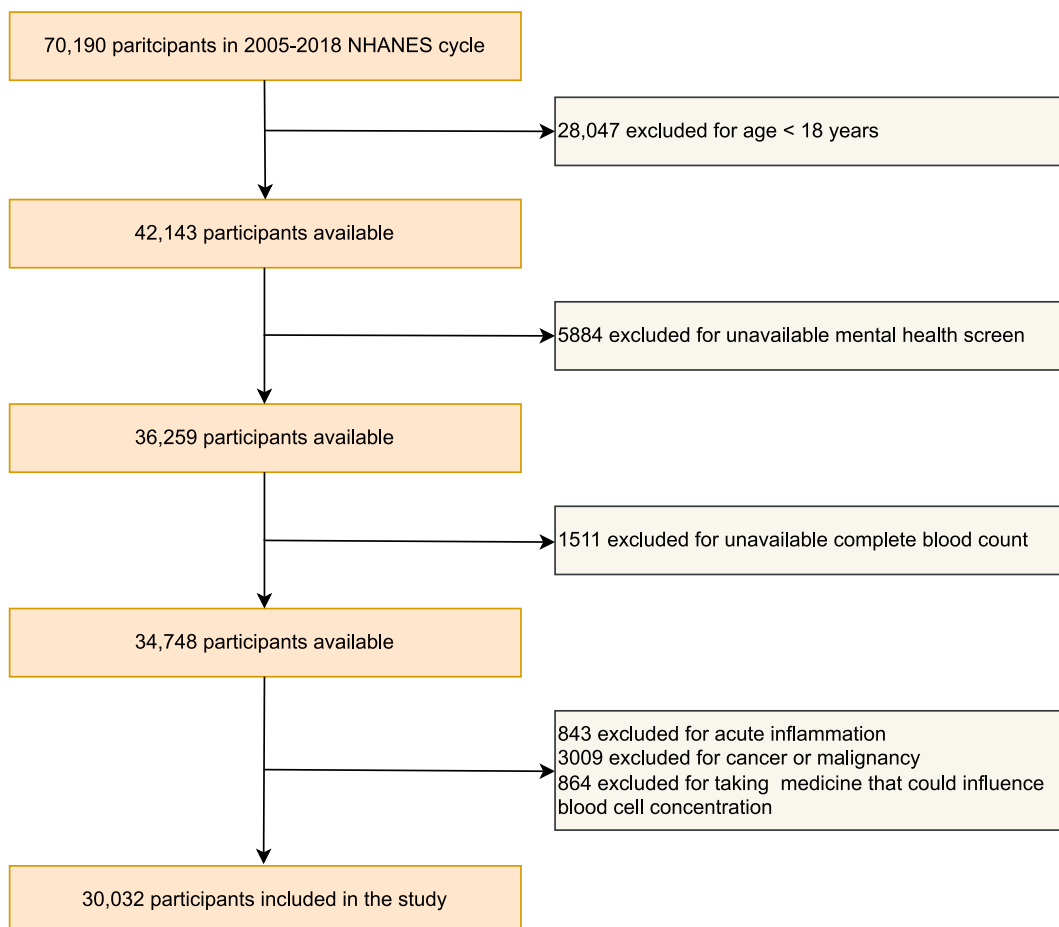 70,190 paritcipants in 2005-2018 NHANES cycle
28,047 excluded for age < 18 years
42,143 participants available
5884 excluded for unavailable mental health screen
36,259 participants available
1511 excluded for unavailable complete blood count
34,748 participants available
843 excluded for acute inflammation
3009 excluded for cancer or malignancy
864 excluded for taking  medicine that could influence
blood cell concentration
30,032 participants included in the study